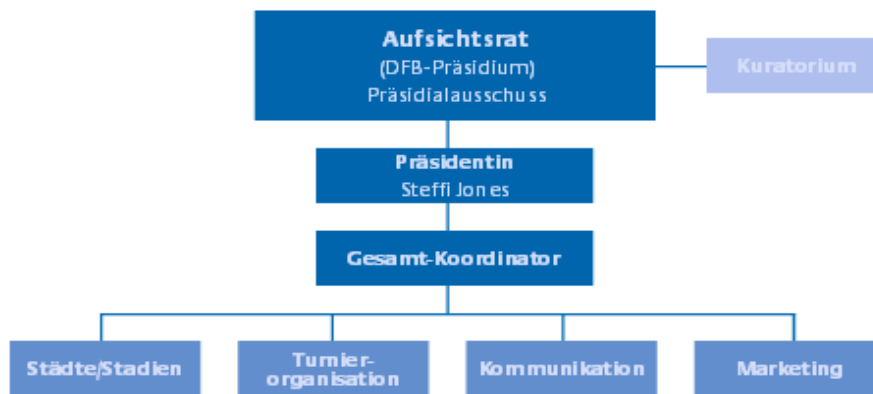 Aufsichtsrat
(DFB-Präsidium)
Präsidialausschuss
Kuratorium
Präsidentin
Steffi Jones
Gesamt-Koordinator
Städte/Stadien
Turnier-
organisation
Kommunikation
Marketing